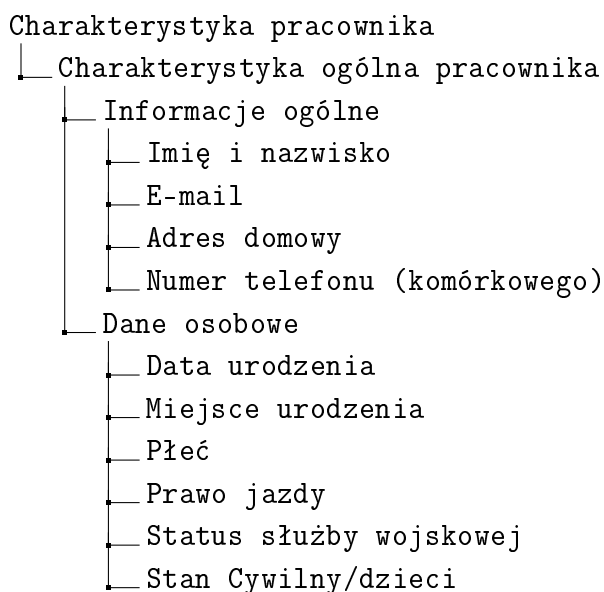 Charakterystyka pracownika
Charakterystyka ogólna pracownika
Informacje ogólne
Imię i nazwisko
E-mail
Adres domowy
Numer telefonu (komórkowego)
Dane osobowe
Data urodzenia
Miejsce urodzenia
Płeć
Prawo jazdy
Status służby wojskowej
Stan Cywilny/dzieci